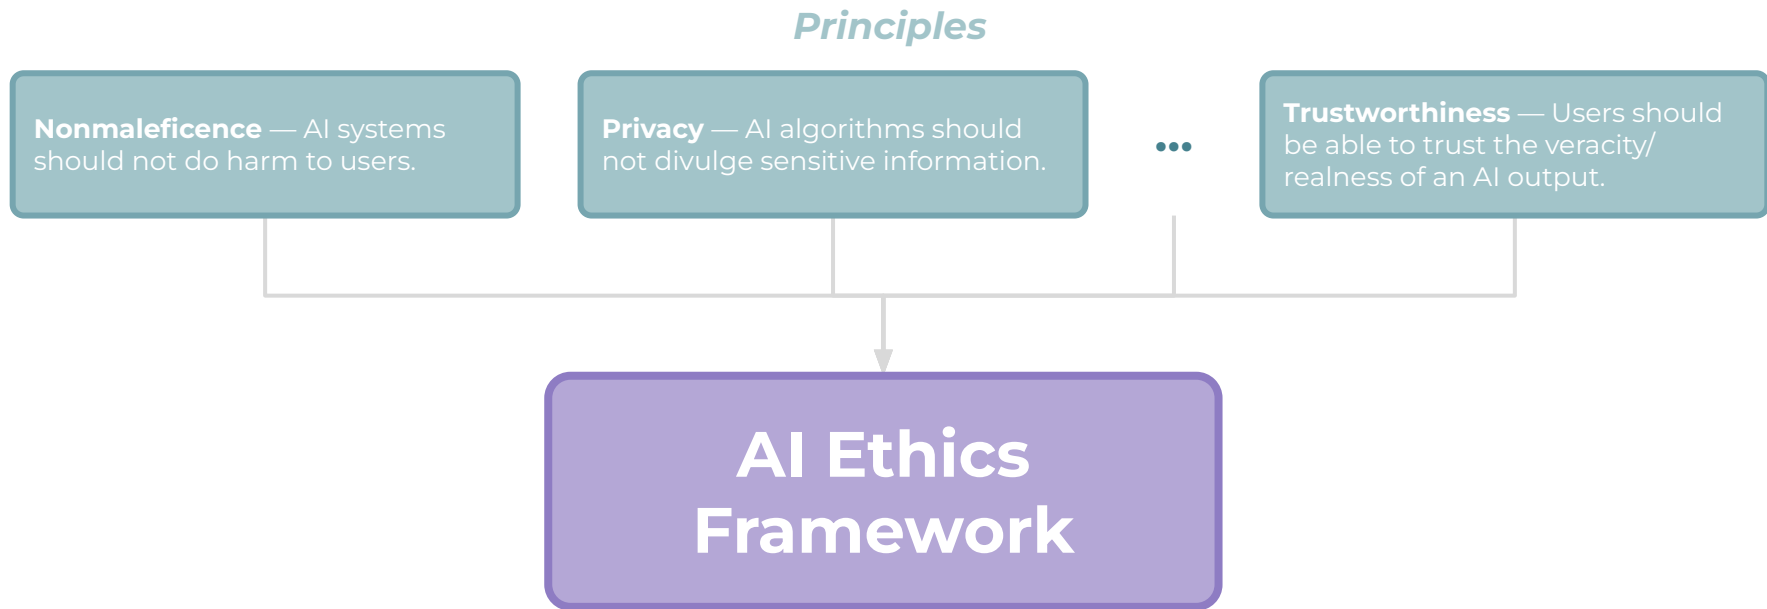 Principles
Nonmaleficence — AI systems
should not do harm to users.
Privacy — AI algorithms should
not divulge sensitive information.
•••
Trustworthiness — Users should
be able to trust the veracity/
realness of an AI output.
AI Ethics
Framework